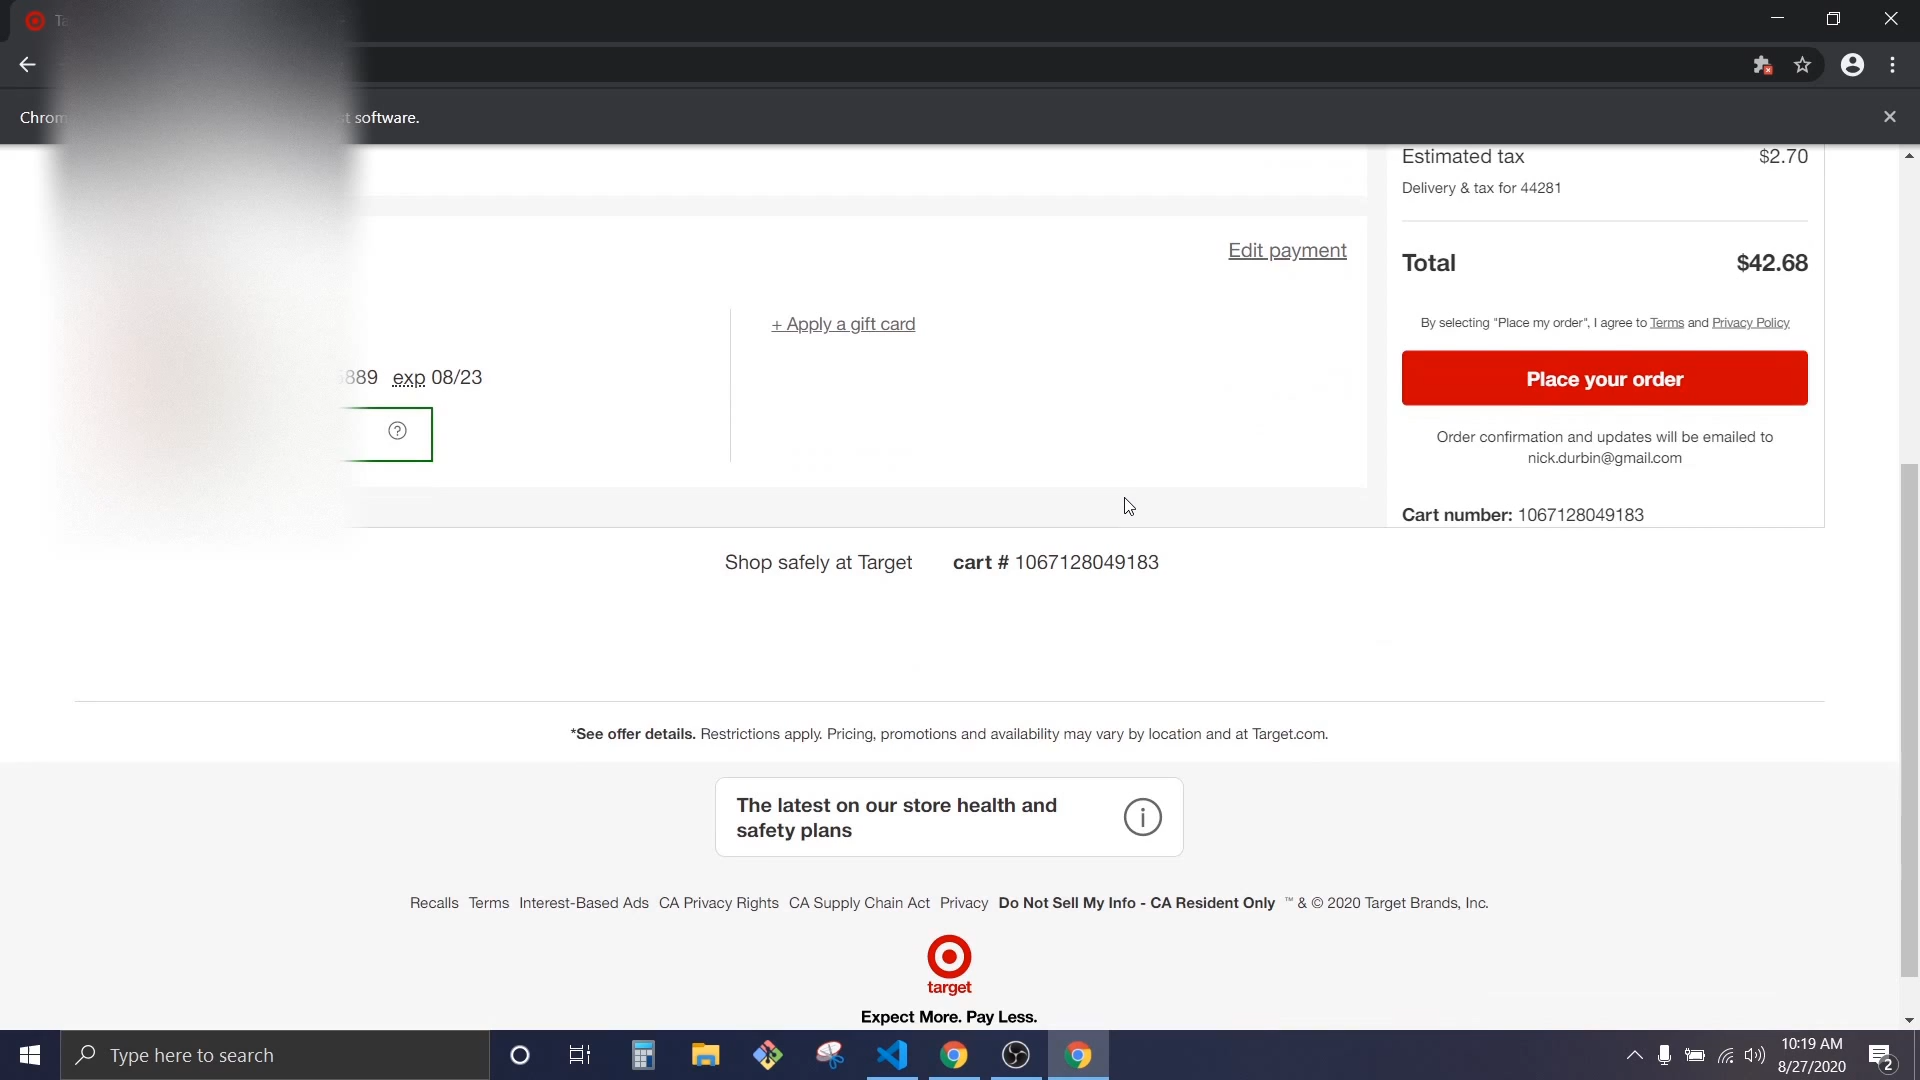 Chrom st software.
Estimated tax $2.70
Delivery & tax for 44281
Edit payment
Total $42.68
+ Apply a gift card
By selecting "Place my order", I agree to Terms and Privacy Policy
889 exp 08/23
Place your order
Order confirmation and updates will be emailed to
nick.durbin@gmail.com
Cart number: 1067128049183
Shop safely at Target cart # 1067128049183
*See offer details. Restrictions apply. Pricing, promotions and availability may vary by location and at Target.com.
The latest on our store health and
safety plans
Recalls Terms Interest-Based Ads CA Privacy Rights CA Supply Chain Act Privacy Do Not Sell My Info - CA Resident Only ™ & © 2020 Target Brands, Inc.
target
Expect More. Pay Less.
Type here to search
10:19 AM
8/27/2020
2